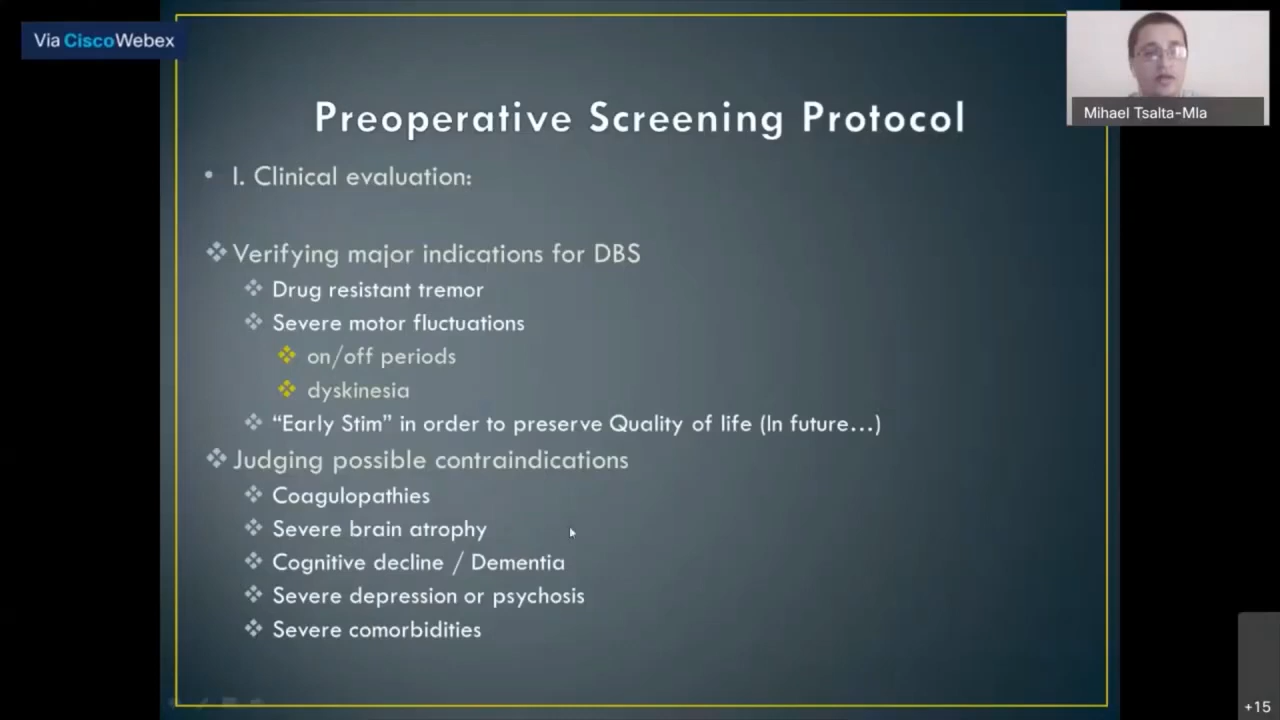 Via CiscoWebex
Mihael Tsalta-Mla
Preoperative Screening Protocol
• I. Clinical evaluation:
❖ Verifying major indications for DBS
❖ Drug resistant tremor
❖ Severe motor fluctuations
❖ on/off periods
❖ dyskinesia
❖ “Early Stim” in order to preserve Quality of life (In future…)
❖ Judging possible contraindications
❖ Coagulopathies
❖ Severe brain atrophy
❖ Cognitive decline / Dementia
❖ Severe depression or psychosis
❖ Severe comorbidities
+15